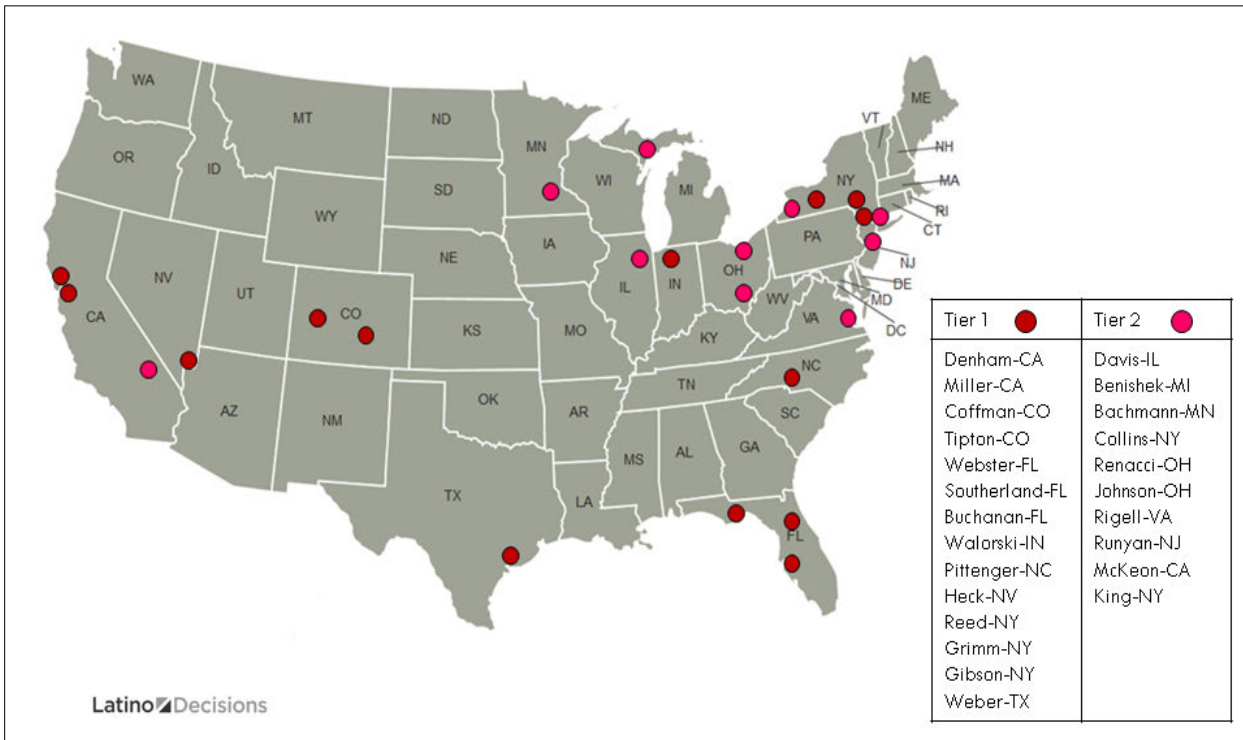 WA
MT
ND
MN
ME
VT
NH
OR
ID
SD
WI
MI
NY
MA
RI
CT
WY
IA
PA
NE
NJ
NV
UT
CO
IL
IN
OH
DE
MD
DC
CA
KS
MO
WV
VA
KY
NC
TN
AZ
NM
OK
AR
SC
MS
AL
GA
TX
LA
FL
Tier 1
Tier 2
Denham-CA
Davis-IL
Miller-CA
Benishek-MI
Coffman-CO
Bachmann-MN
Tipton-CO
Collins-NY
Webster-FL
Renacci-OH
Southerland-FL
Johnson-OH
Buchanan-FL
Rigell-VA
Walorski-IN
Runyan-NJ
Pittenger-NC
McKeon-CA
Heck-NV
King-NY
Reed-NY
Grimm-NY
Gibson-NY
Weber-TX
Latino Decisions